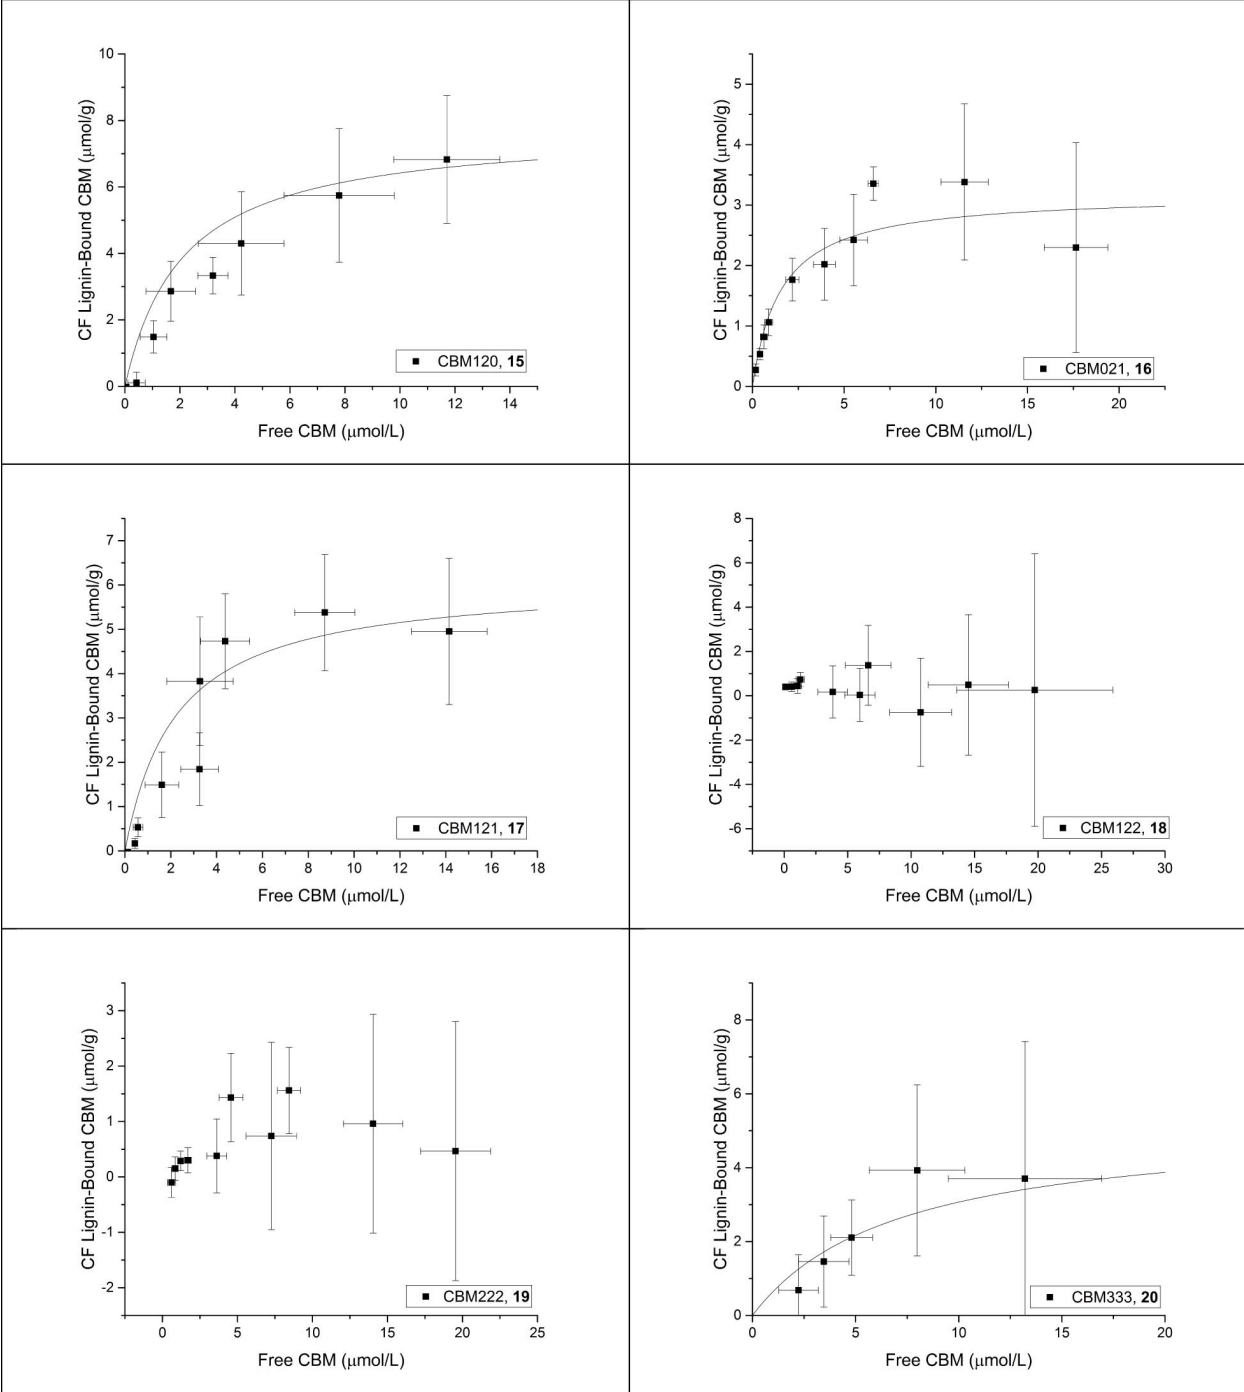 10
8
6
4
2
0
0 2 4 6 8 10 12 14
CF Lignin-Bound CBM (μmol/g)
Free CBM (μmol/L)
CBM120, 15
5
4
3
2
1
0
0 5 10 15 20
CF Lignin-Bound CBM (μmol/g)
Free CBM (μmol/L)
CBM021, 16
7
6
5
4
3
2
1
0
0 2 4 6 8 10 12 14 16 18
CF Lignin-Bound CBM (μmol/g)
Free CBM (μmol/L)
CBM121, 17
8
6
4
2
0
-2
-4
-6
0 5 10 15 20 25 30
CF Lignin-Bound CBM (μmol/g)
Free CBM (μmol/L)
CBM122, 18
3
2
1
0
-1
-2
0 5 10 15 20 25
CF Lignin-Bound CBM (μmol/g)
Free CBM (μmol/L)
CBM222, 19
8
6
4
2
0
0 5 10 15 20
CF Lignin-Bound CBM (μmol/g)
Free CBM (μmol/L)
CBM333, 20